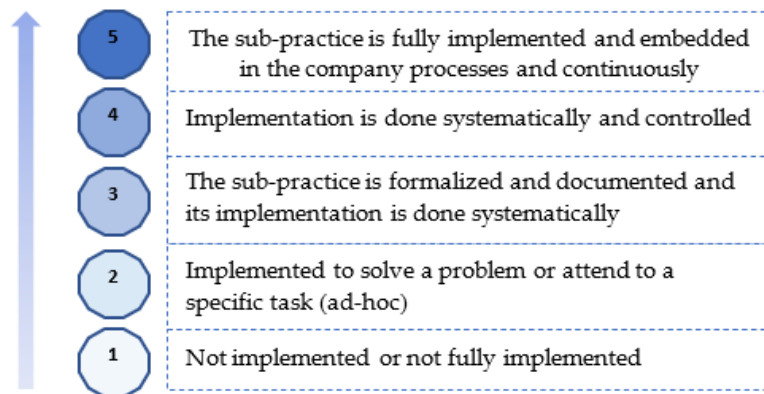 5
The sub-practice is fully implemented and embedded
in the company processes and continuously
4
Implementation is done systematically and controlled
3
The sub-practice is formalized and documented and
its implementation is done systematically
2
Implemented to solve a problem or attend to a
specific task (ad-hoc)
1
Not implemented or not fully implemented